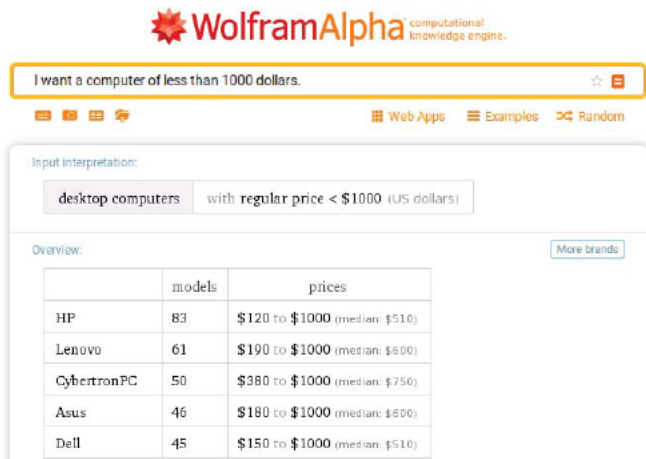 WolframAlpha computational knowledge engine.
I want a computer of less than 1000 dollars.
Web Apps Examples Random
Input interpretation:
desktop computers with regular price < $1000 (US dollars)
Overview: More brands
models prices
HP 83 $120 to $1000 (median: $510)
Lenovo 61 $190 to $1000 (median: $600)
CybertronPC 50 $380 to $1000 (median: $750)
Asus 46 $180 to $1000 (median: $600)
Dell 45 $150 to $1000 (median: $510)